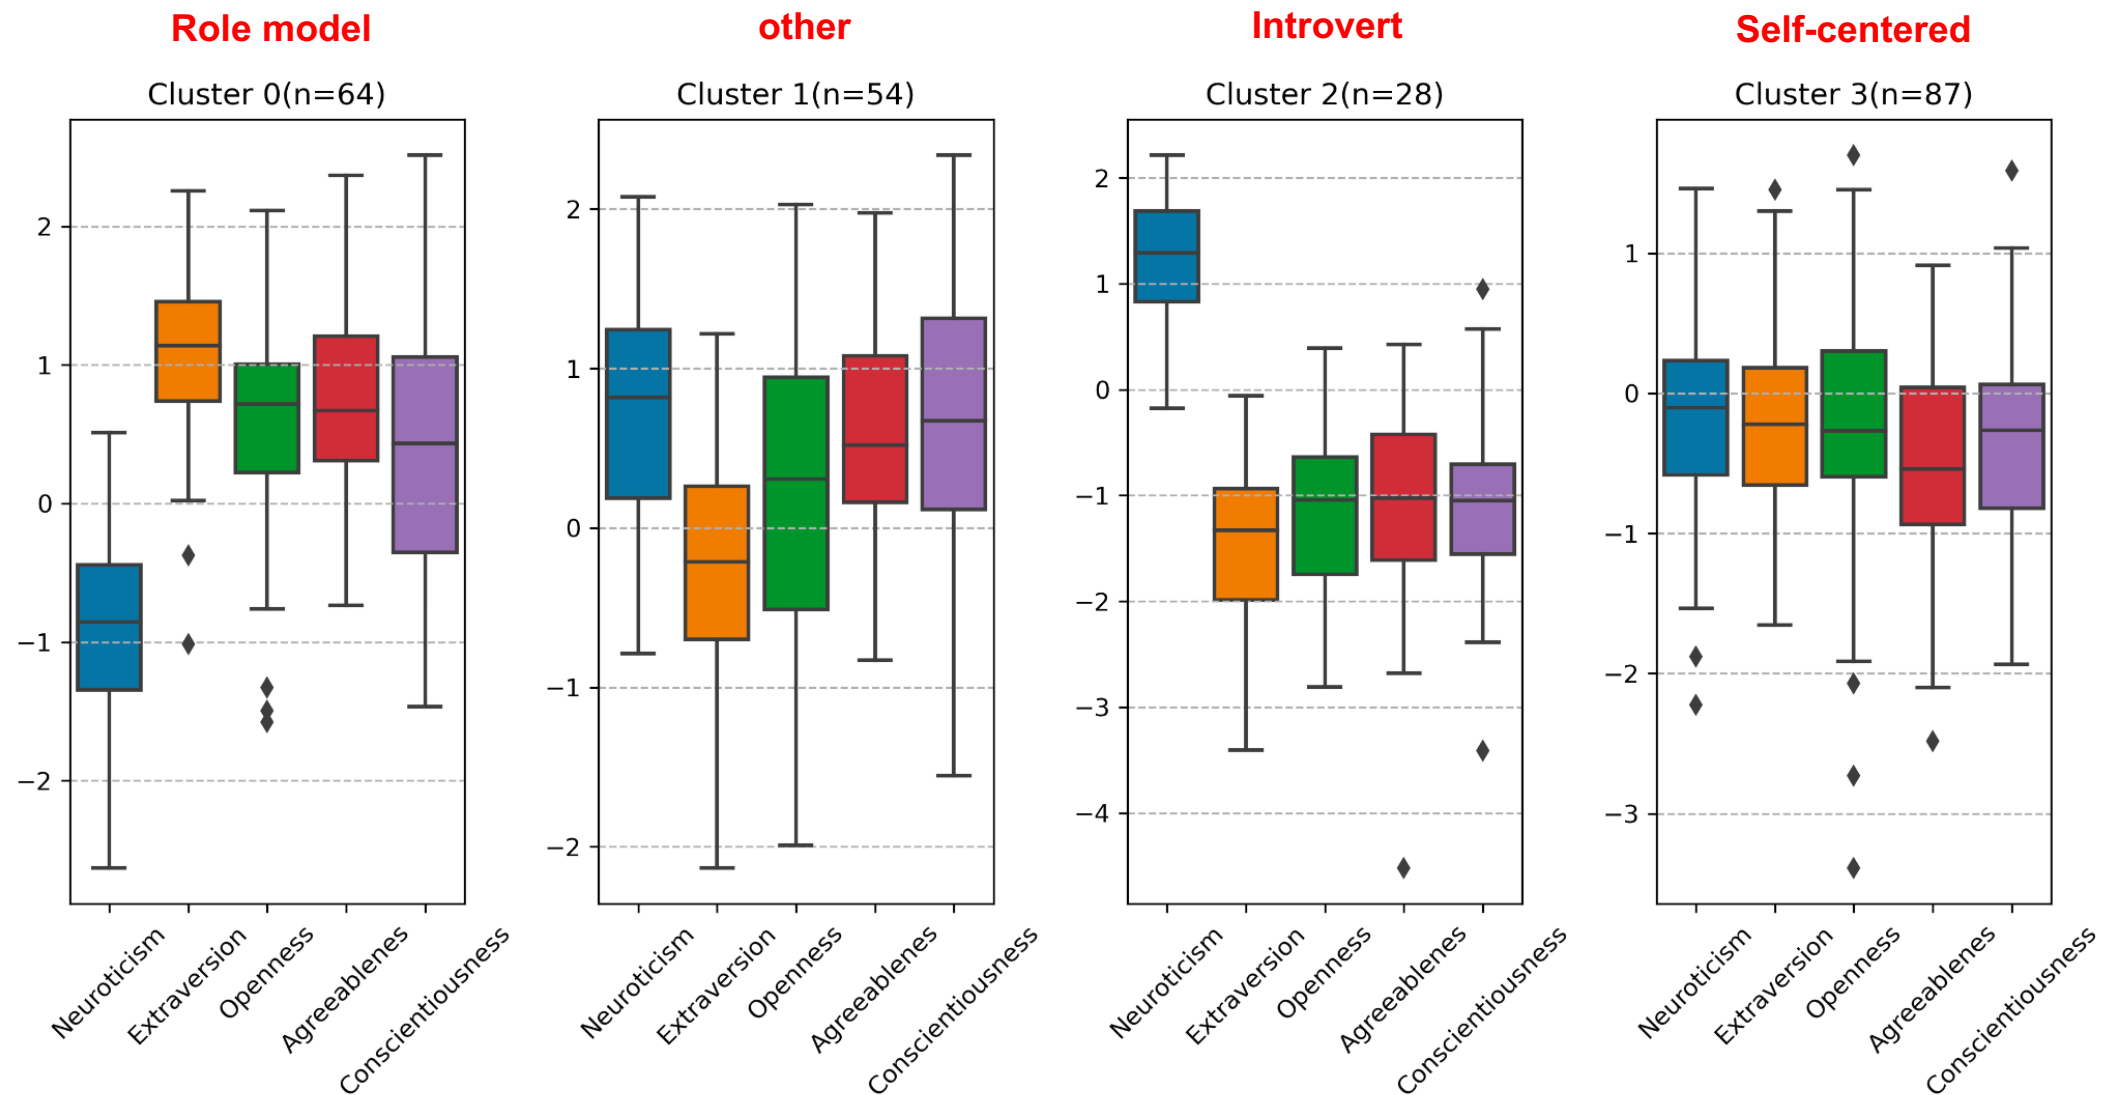 Role model
other
Introvert
Self-centered
Cluster 0(n=64)
Cluster 1(n=54)
Cluster 2(n=28)
Cluster 3(n=87)
2
1
0
−1
−2
Neuroticism
Extraversion
Openness
Agreeablenes
Conscientiousness
2
1
0
−1
−2
Neuroticism
Extraversion
Openness
Agreeablenes
Conscientiousness
2
1
0
−1
−2
−3
−4
Neuroticism
Extraversion
Openness
Agreeablenes
Conscientiousness
1
0
−1
−2
−3
Neuroticism
Extraversion
Openness
Agreeablenes
Conscientiousness